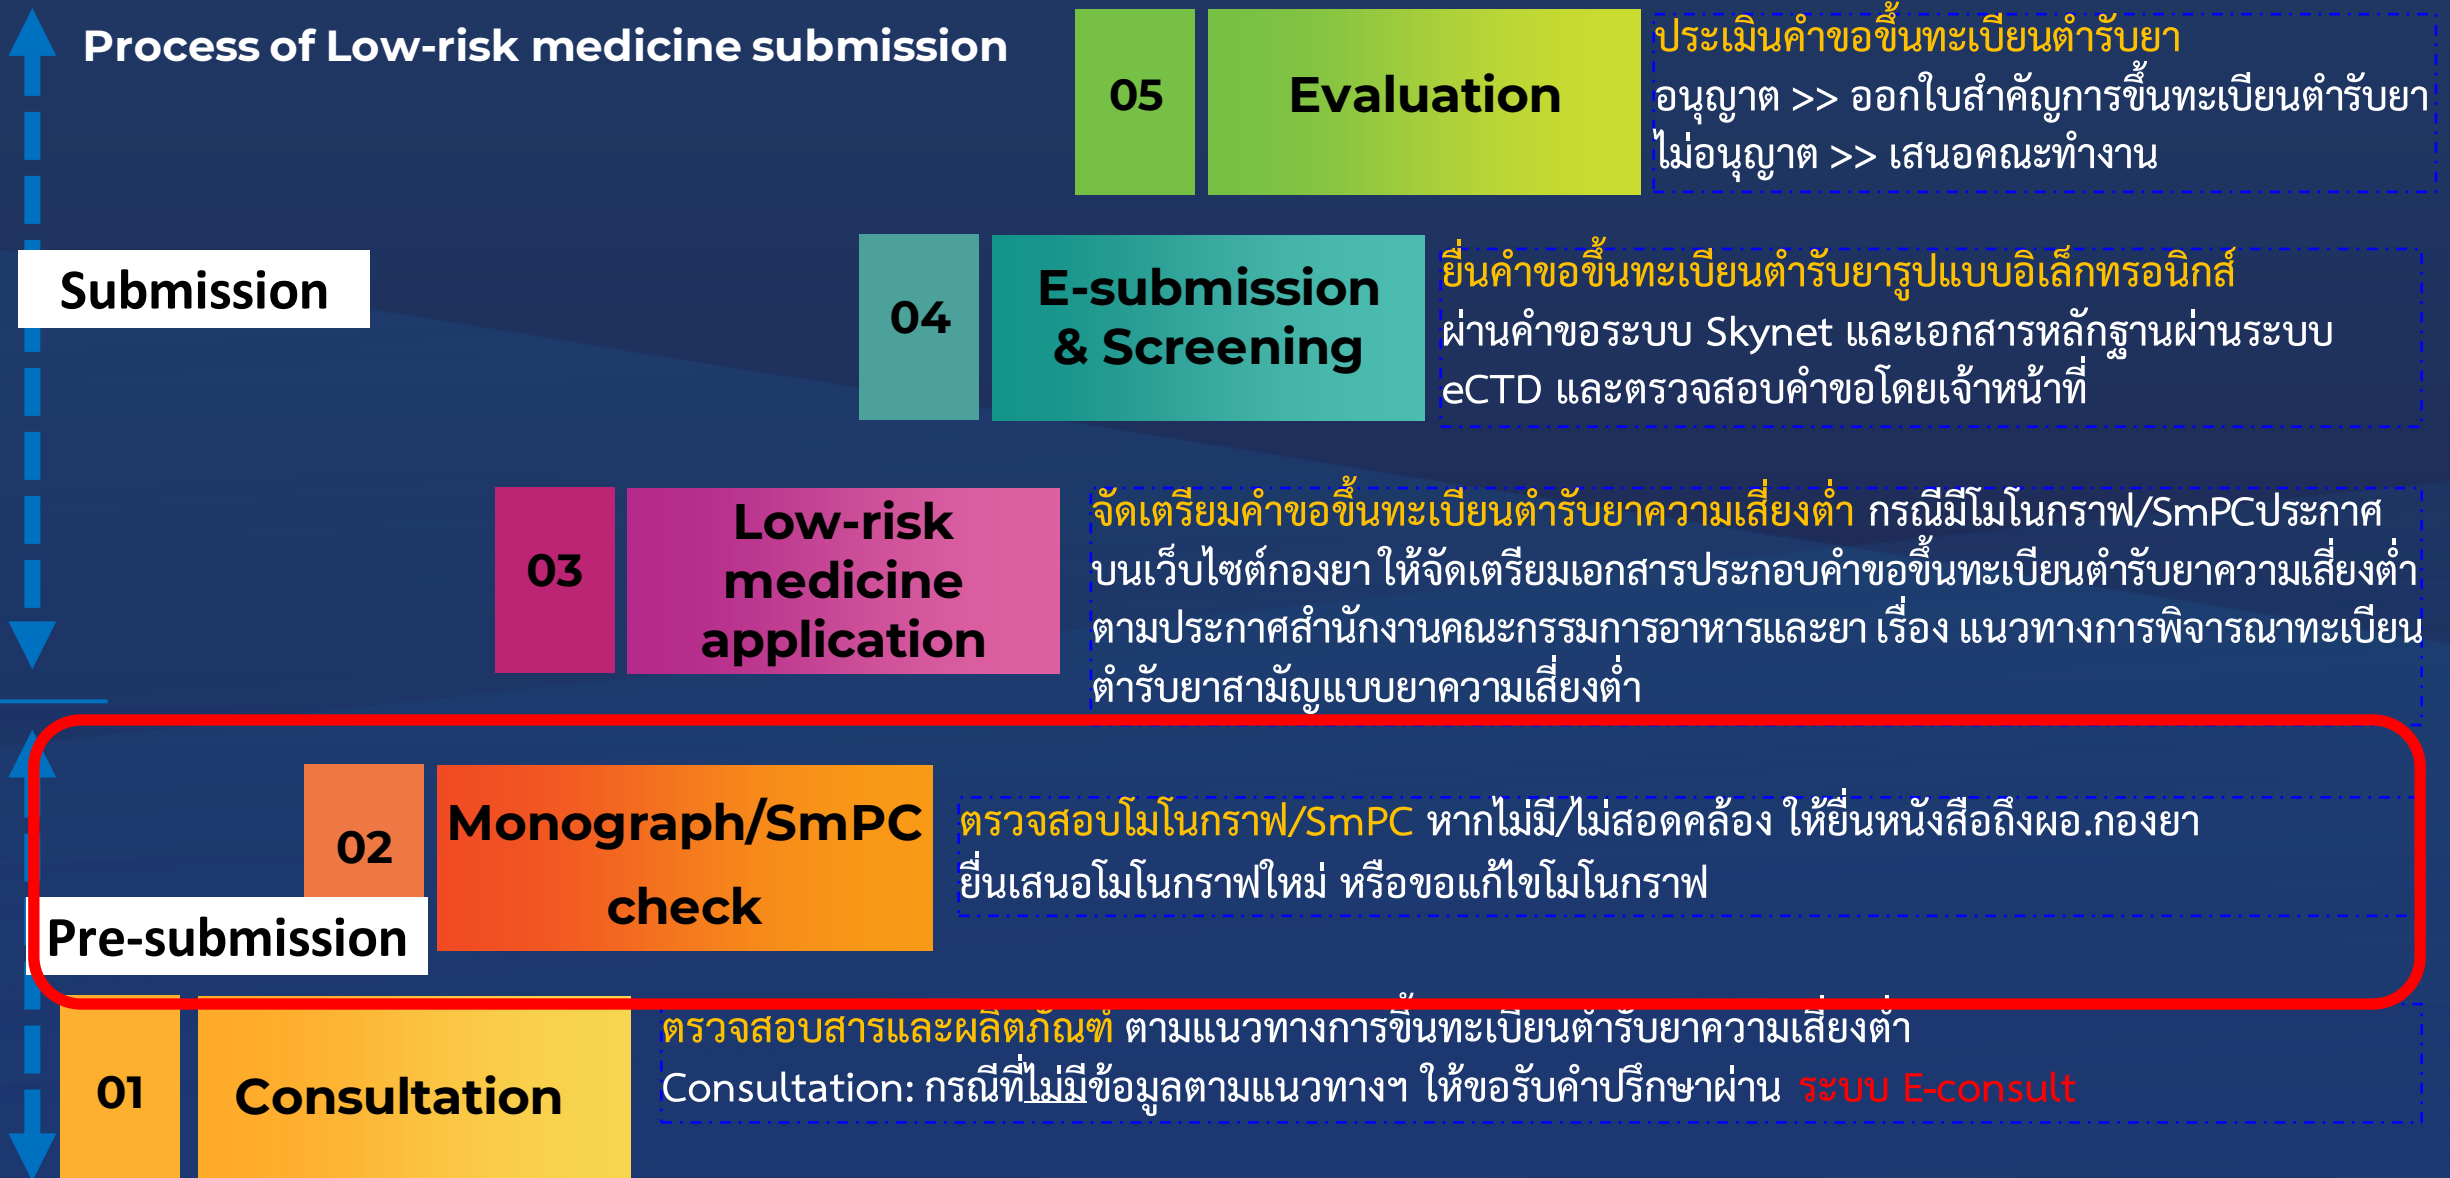 Process of Low-risk medicine submission
05
Evaluation
ประเมินคำขอขึ้นทะเบียนตำรับยา
อนุญาต >> ออกใบสำคัญการขึ้นทะเบียนตำรับยา
ไม่อนุญาต >> เสนอคณะทำงาน
Submission
04
E-submission
& Screening
ยื่นคำขอขึ้นทะเบียนตำรับยารูปแบบอิเล็กทรอนิกส์
ผ่านคำขอระบบ Skynet และเอกสารหลักฐานผ่านระบบ
eCTD และตรวจสอบคำขอโดยเจ้าหน้าที่
03
Low-risk
medicine
application
จัดเตรียมคำขอขึ้นทะเบียนตำรับยาความเสี่ยงต่ำ กรณีมีโมโนกราฟ/SmPCประกาศ
บนเว็บไซต์กองยา ให้จัดเตรียมเอกสารประกอบคำขอขึ้นทะเบียนตำรับยาความเสี่ยงต่ำ
ตามประกาศสำนักงานคณะกรรมการอาหารและยา เรื่อง แนวทางการพิจารณาทะเบียน
ตำรับยาสามัญแบบยาความเสี่ยงต่ำ
02
Monograph/SmPC
check
ตรวจสอบโมโนกราฟ/SmPC หากไม่มี/ไม่สอดคล้อง ให้ยื่นหนังสือถึงผอ.กองยา
ยื่นเสนอโมโนกราฟใหม่ หรือขอแก้ไขโมโนกราฟ
Pre-submission
01
Consultation
ตรวจสอบสารและผลิตภัณฑ์ ตามแนวทางการขึ้นทะเบียนตำรับยาความเสี่ยงต่ำ
Consultation: กรณีที่ไม่มีข้อมูลตามแนวทางฯ ให้ขอรับคำปรึกษาผ่าน ระบบ E-consult